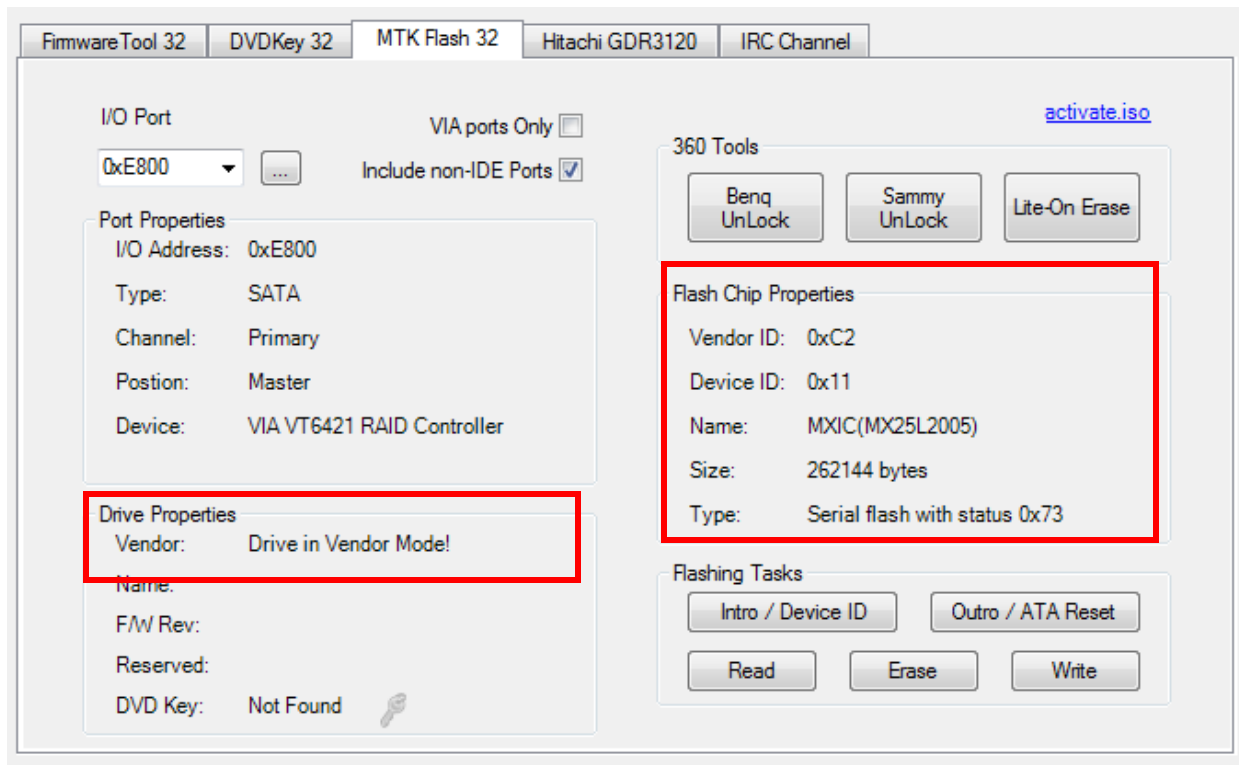 FirmwareTool 32 DVDKey 32 MTK Flash 32 Hitachi GDR3120 IRC Channel
I/O Port
VIA ports Only
0xE800 ... Include non-IDE Ports
Port Properties
I/O Address: 0xE800
Type: SATA
Channel: Primary
Postion: Master
Device: VIA VT6421 RAID Controller
Drive Properties
Vendor: Drive in Vendor Mode!
Name:
F/W Rev:
Reserved:
DVD Key: Not Found
activate.iso
360 Tools
Benq UnLock Sammy UnLock Lite-On Erase
Flash Chip Properties
Vendor ID: 0xC2
Device ID: 0x11
Name: MXIC(MX25L2005)
Size: 262144 bytes
Type: Serial flash with status 0x73
Flashing Tasks
Intro / Device ID Outro / ATA Reset
Read Erase Write